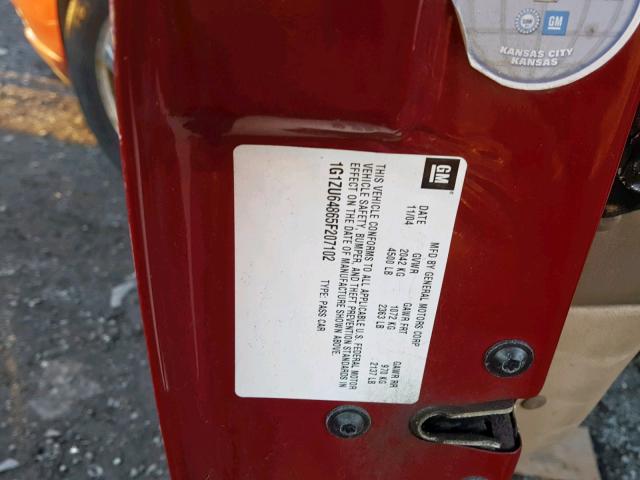 GM
KANSAS CITY
KANSAS
GM
MFD BY GENERAL MOTORS CORP
DATE GVWR GAWR FRT GAWR RR
11/04 2042 KG 1072 KG 970 KG
4500 LB 2363 LB 2137 LB
THIS VEHICLE CONFORMS TO ALL APPLICABLE U.S. FEDERAL MOTOR
VEHICLE SAFETY, BUMPER, AND THEFT PREVENTION STANDARDS IN
EFFECT ON THE DATE OF MANUFACTURE SHOWN ABOVE.
1G1ZU64865F207102 TYPE: PASS CAR